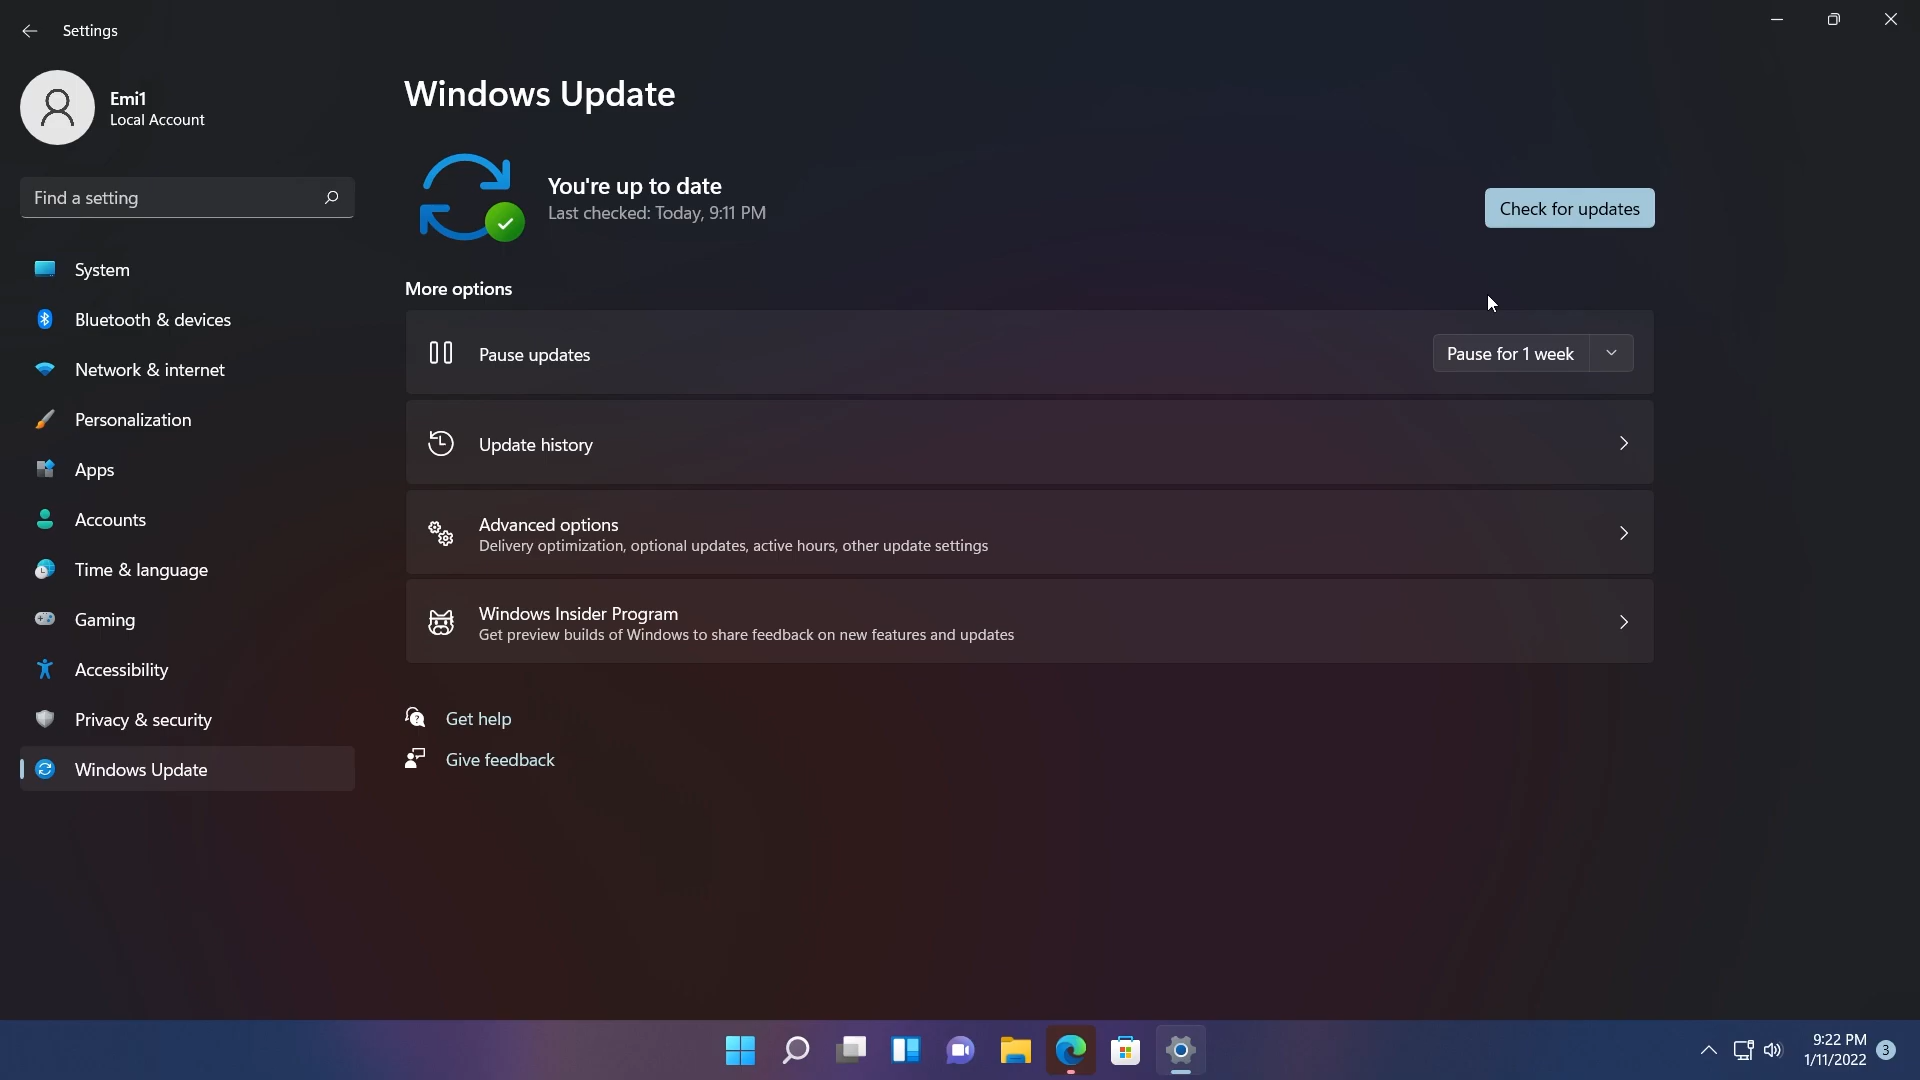 Settings
Emi1
Local Account
Find a setting
System
Bluetooth & devices
Network & internet
Personalization
Apps
Accounts
Time & language
Gaming
Accessibility
Privacy & security
Windows Update
Windows Update
You're up to date
Last checked: Today, 9:11 PM
Check for updates
More options
Pause updates
Pause for 1 week
Update history
Advanced options
Delivery optimization, optional updates, active hours, other update settings
Windows Insider Program
Get preview builds of Windows to share feedback on new features and updates
Get help
Give feedback
9:22 PM
1/11/2022
3